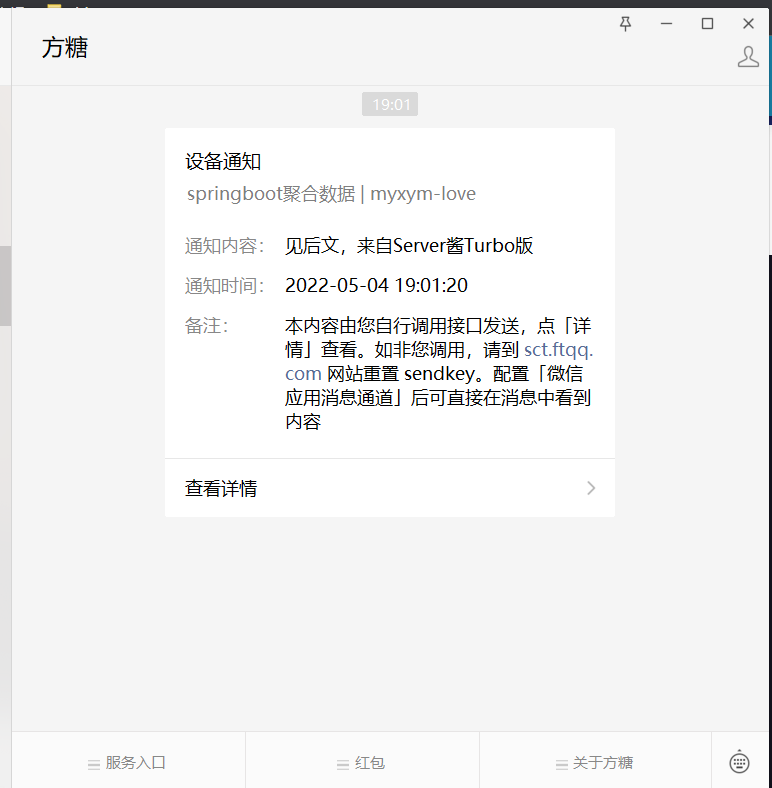 方糖
19:01
设备通知
springboot聚合数据 | myxym-love
通知内容： 见后文，来自Server酱Turbo版
通知时间： 2022-05-04 19:01:20
备注： 本内容由您自行调用接口发送，点「详
情」查看。如非您调用，请到 sct.ftqq.
com 网站重置 sendkey。配置「微信
应用消息通道」后可直接在消息中看到
内容
查看详情
服务入口 红包 关于方糖